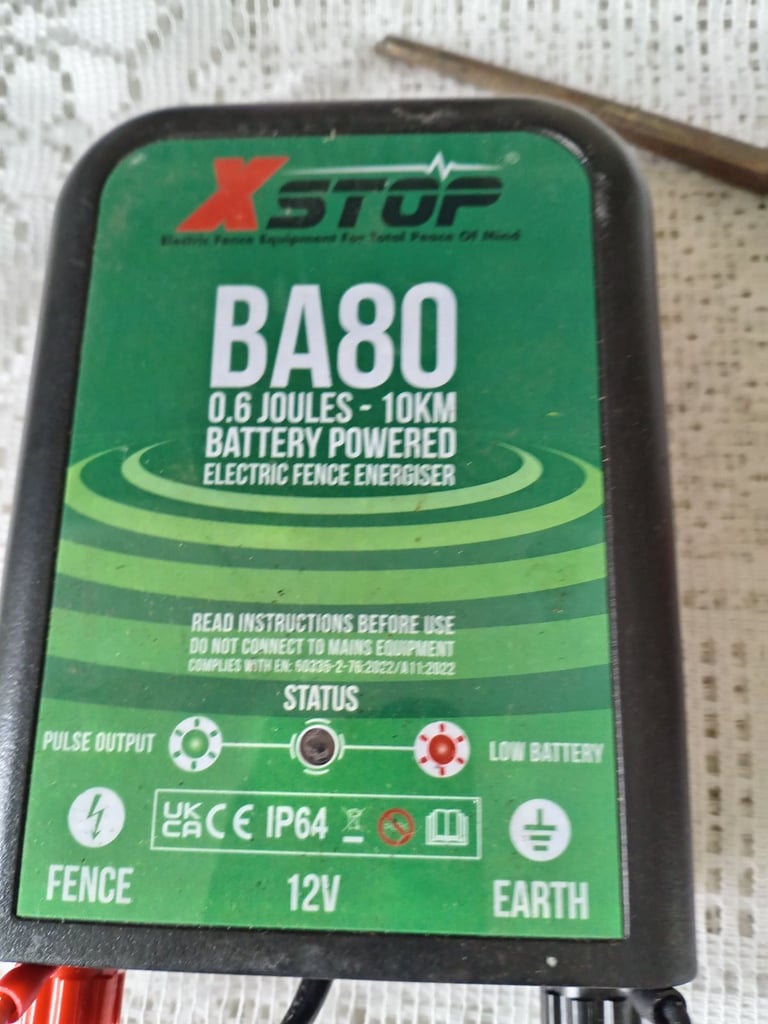 XSTOP
Electric Fence Equipment For Total Peace Of Mind
BA80
0.6 JOULES - 10KM
BATTERY POWERED
ELECTRIC FENCE ENERGISER
READ INSTRUCTIONS BEFORE USE
DO NOT CONNECT TO MAINS EQUIPMENT
COMPLIES WITH EN: 60335-2-76:2022/A11:2022
STATUS
PULSE OUTPUT
LOW BATTERY
UK CA CE IP64
FENCE
12V
EARTH